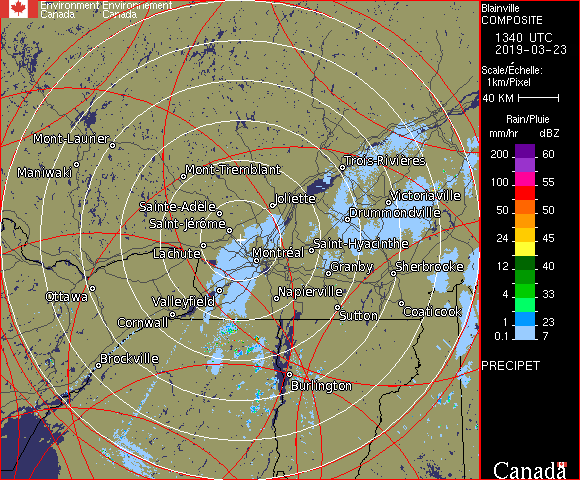 Environment Environnement
Canada Canada
Blainville
COMPOSITE
1340 UTC
2019-03-23
Scale/Échelle:
1km/Pixel
40 KM
Rain/Pluie
mm/hr dBZ
200 60
100 55
50 50
24 45
12 40
4 33
1 23
0.1 7
PRECIPET
Mont-Laurier
Maniwaki
Mont-Tremblant
Trois-Rivières
Joliette
Victoriaville
Sainte-Adele
Drummondville
Saint-Jérôme
Saint-Hyacinthe
Lachute
Montréal
Granby
Sherbrooke
Ottawa
Valleyfield
Napierville
Coaticook
Cornwall
Sutton
Brockville
Burlington
Canada